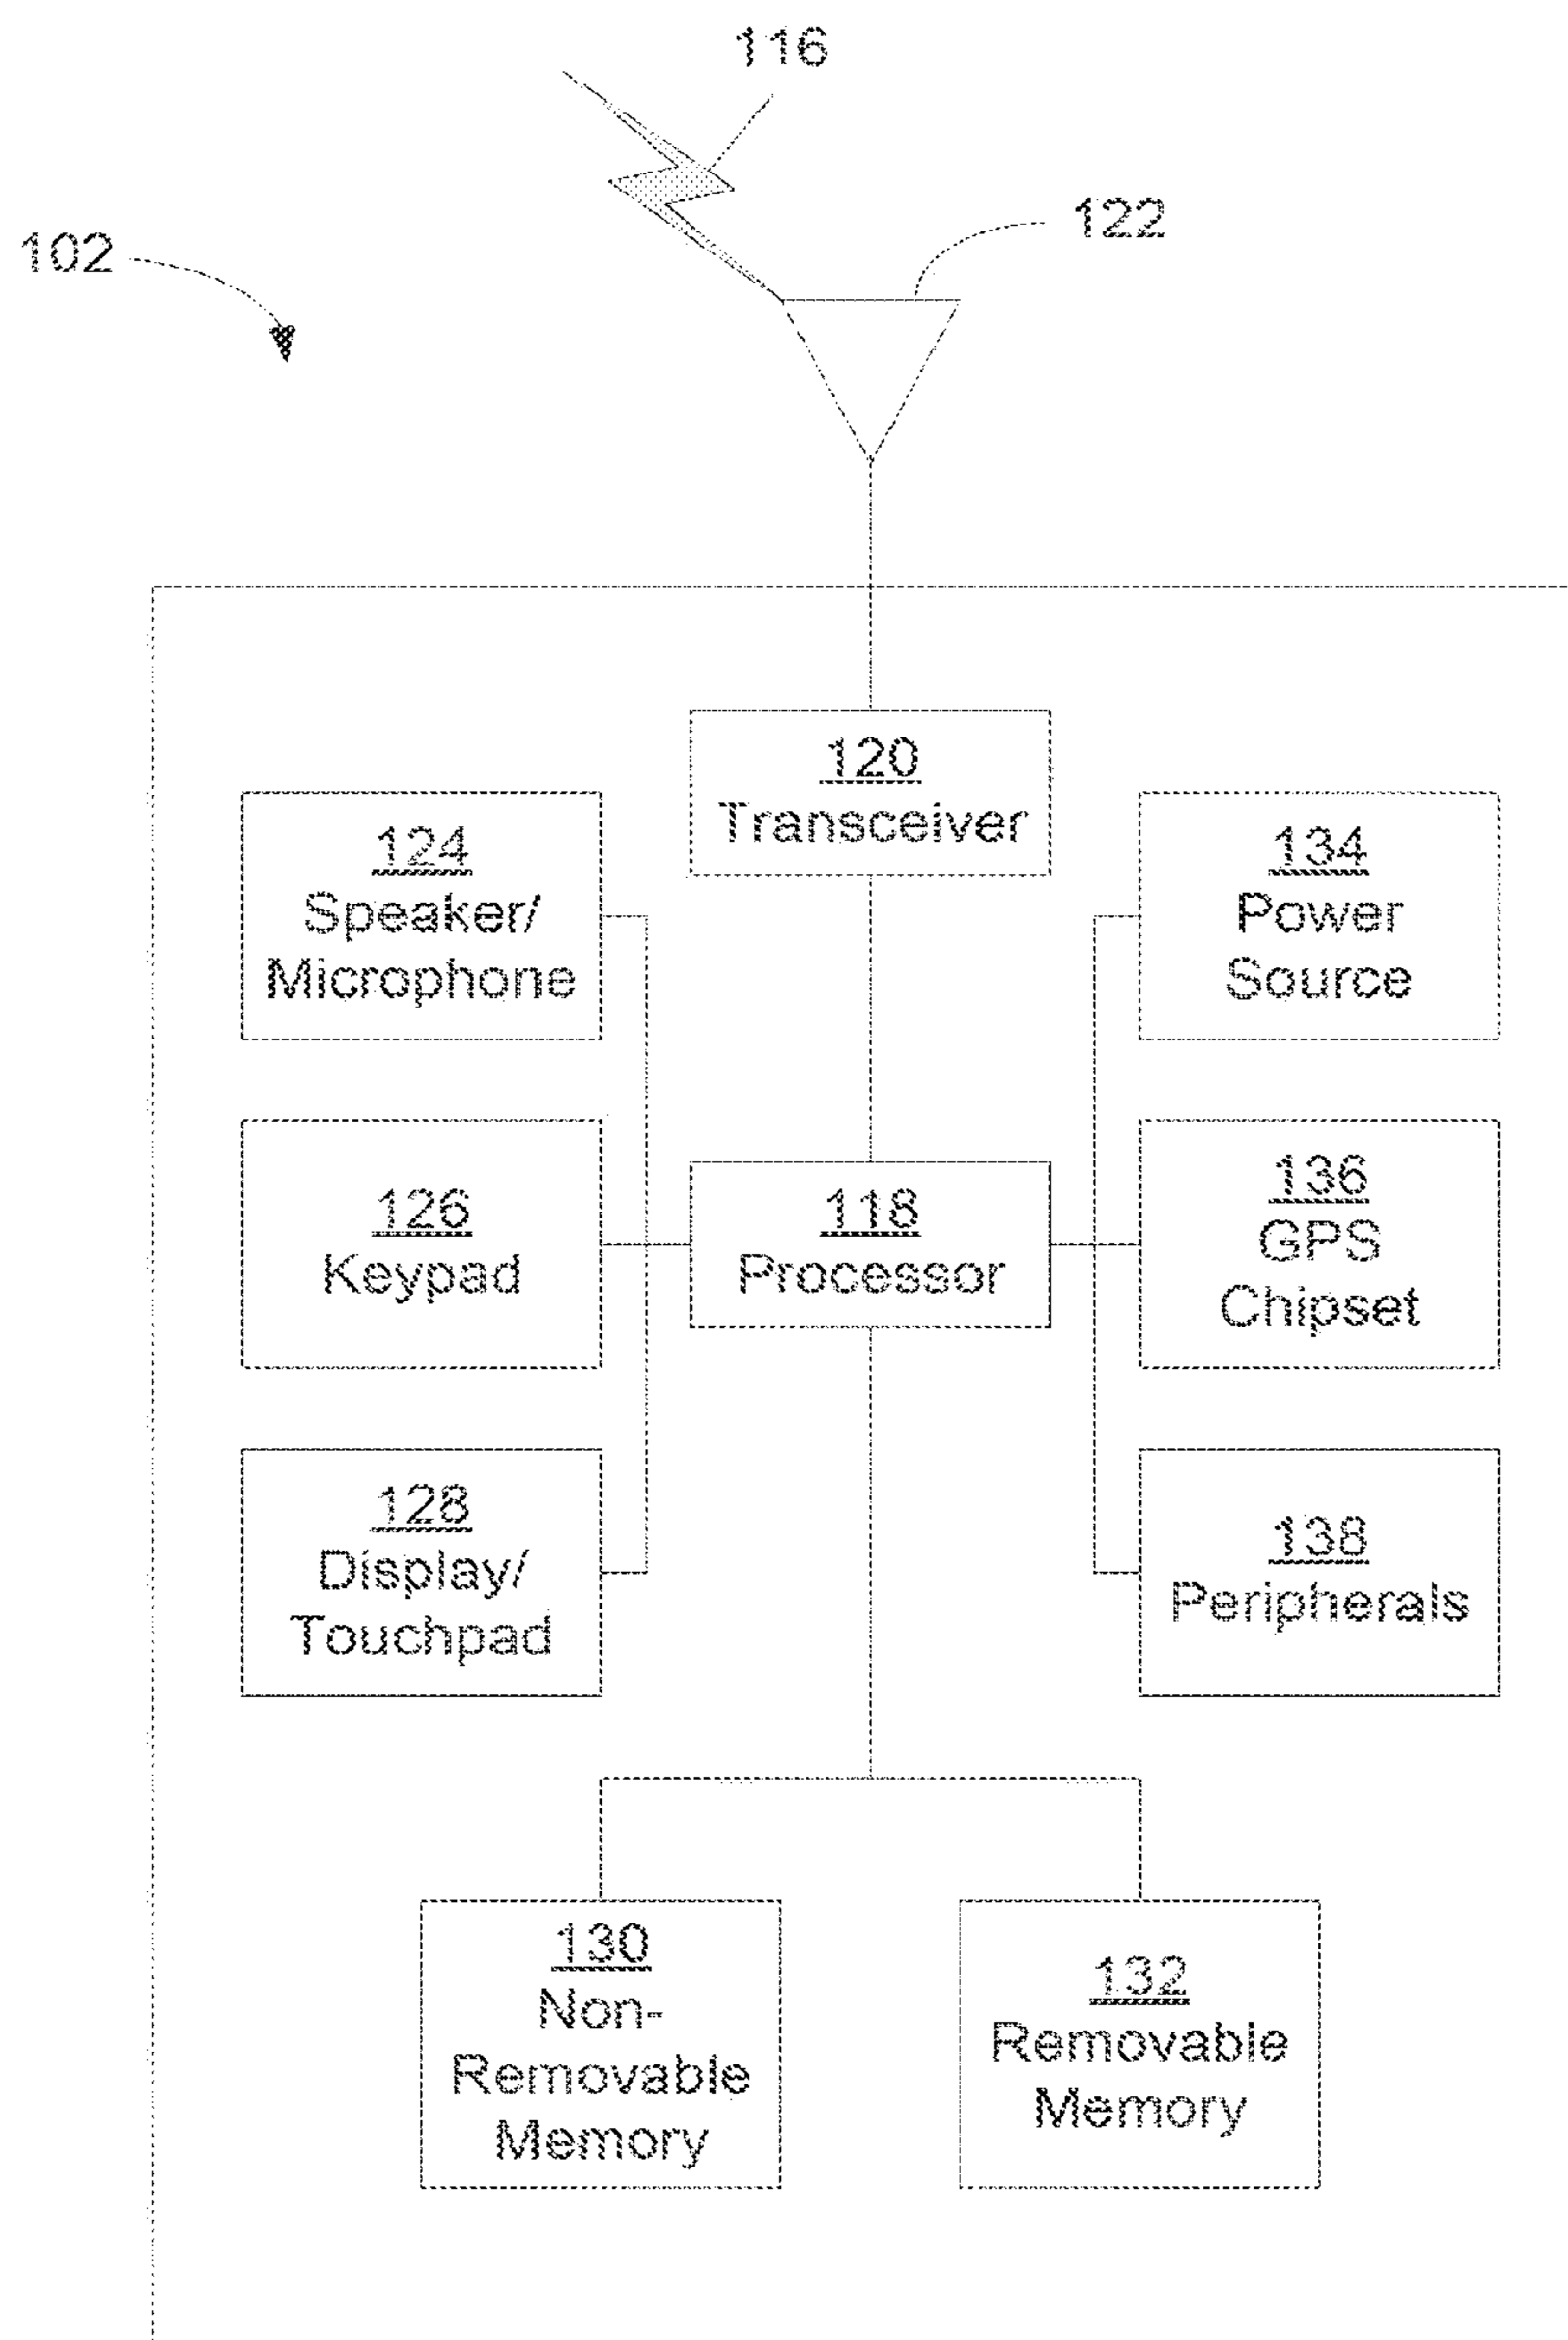 116
122
102
120
Transceiver
124
Speaker/
Microphone
134
Power
Source
126
Keypad
118
Processor
136
GPS
Chipset
128
Display/
Touchpad
138
Peripherals
130
Non-
Removable
Memory
132
Removable
Memory